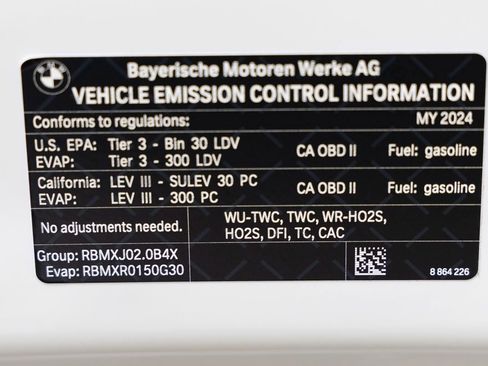 BMW
Bayerische Motoren Werke AG
VEHICLE EMISSION CONTROL INFORMATION
Conforms to regulations: MY 2024
U.S. EPA: Tier 3 - Bin 30 LDV CA OBD II Fuel: gasoline
EVAP: Tier 3 - 300 LDV
California: LEV III - SULEV 30 PC CA OBD II Fuel: gasoline
EVAP: LEV III - 300 PC
No adjustments needed. WU-TWC, TWC, WR-HO2S,
HO2S, DFI, TC, CAC
Group: RBMXJ02.0B4X
Evap: RBMXR0150G30
8 864 226